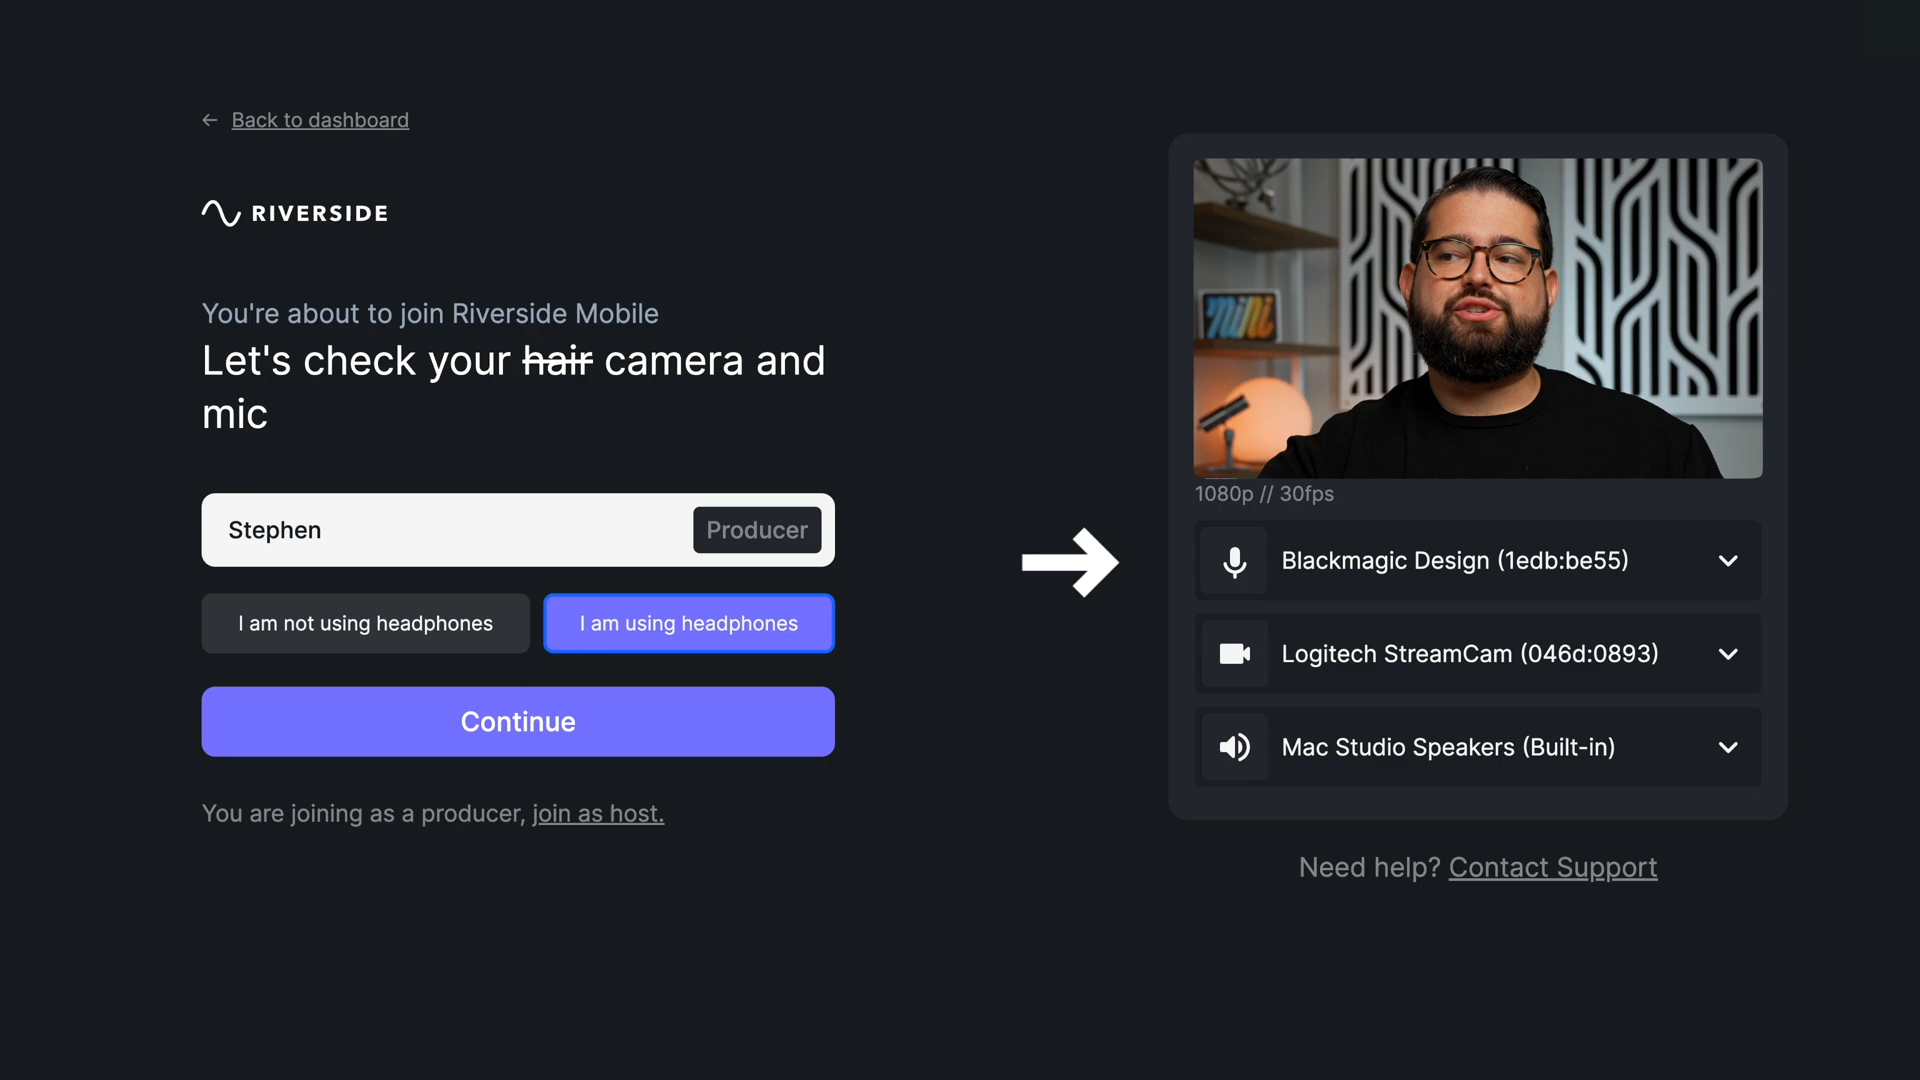 ← Back to dashboard
RIVERSIDE
You're about to join Riverside Mobile
Let's check your hair camera and
mic
Stephen
Producer
I am not using headphones
I am using headphones
Continue
You are joining as a producer, join as host.
mini
1080p // 30fps
Blackmagic Design (1edb:be55)
Logitech StreamCam (046d:0893)
Mac Studio Speakers (Built-in)
Need help? Contact Support